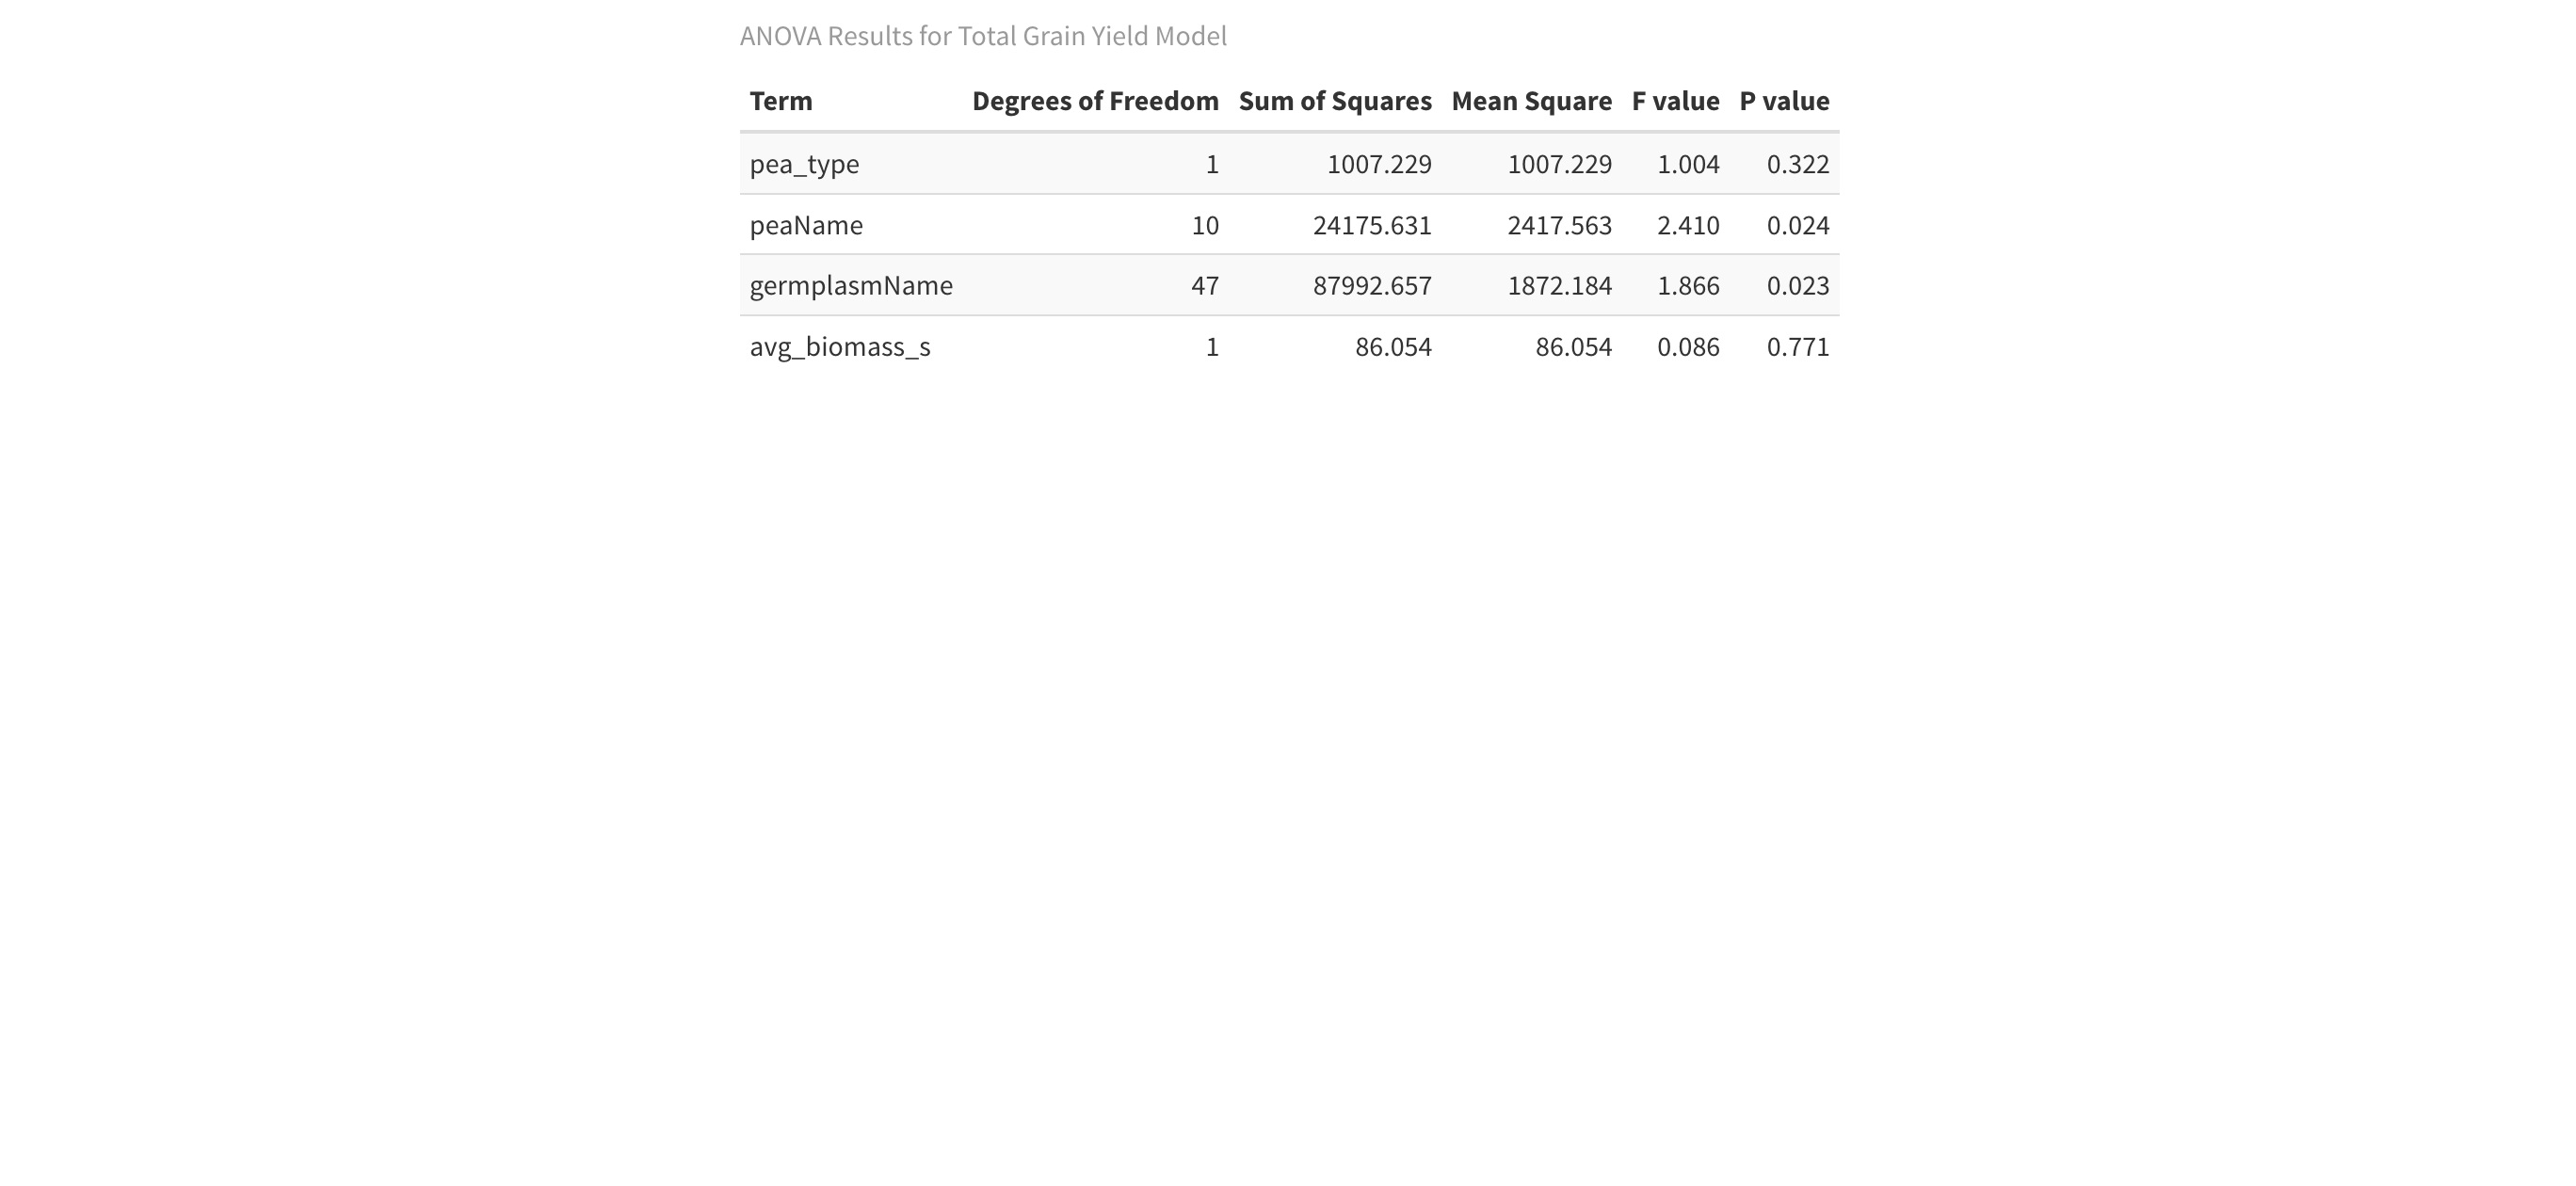 ANOVA Results for Total Grain Yield Model
Term Degrees of Freedom Sum of Squares Mean Square F value P value
pea_type 1 1007.229 1007.229 1.004 0.322
peaName 10 24175.631 2417.563 2.410 0.024
germplasmName 47 87992.657 1872.184 1.866 0.023
avg_biomass_s 1 86.054 86.054 0.086 0.771